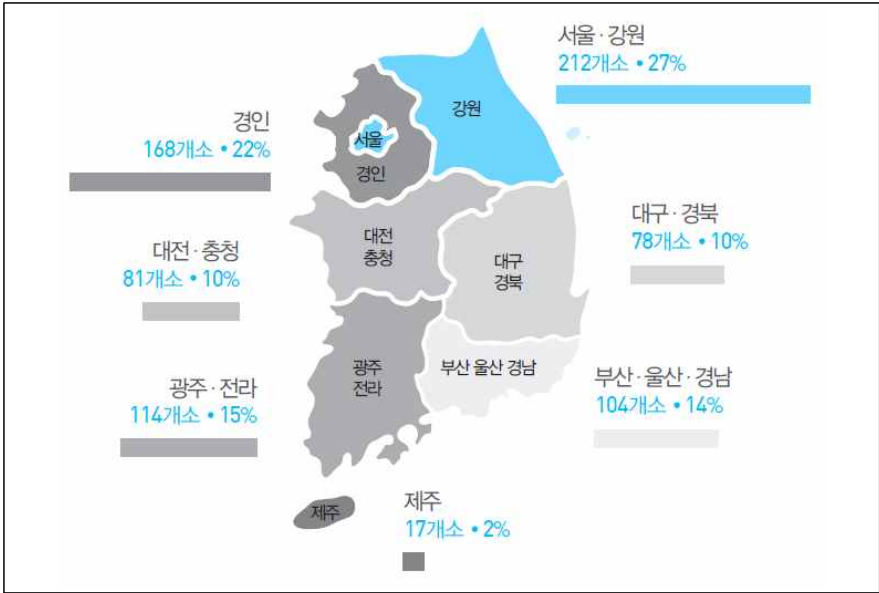 서울·강원
212개소 • 27%
경인
168개소 • 22%
대전·충청
81개소 • 10%
광주·전라
114개소 • 15%
대구·경북
78개소 • 10%
부산·울산·경남
104개소 • 14%
제주
17개소 • 2%
강원
서울
경인
대전
충청
대구
경북
광주
전라
부산 울산 경남
제주